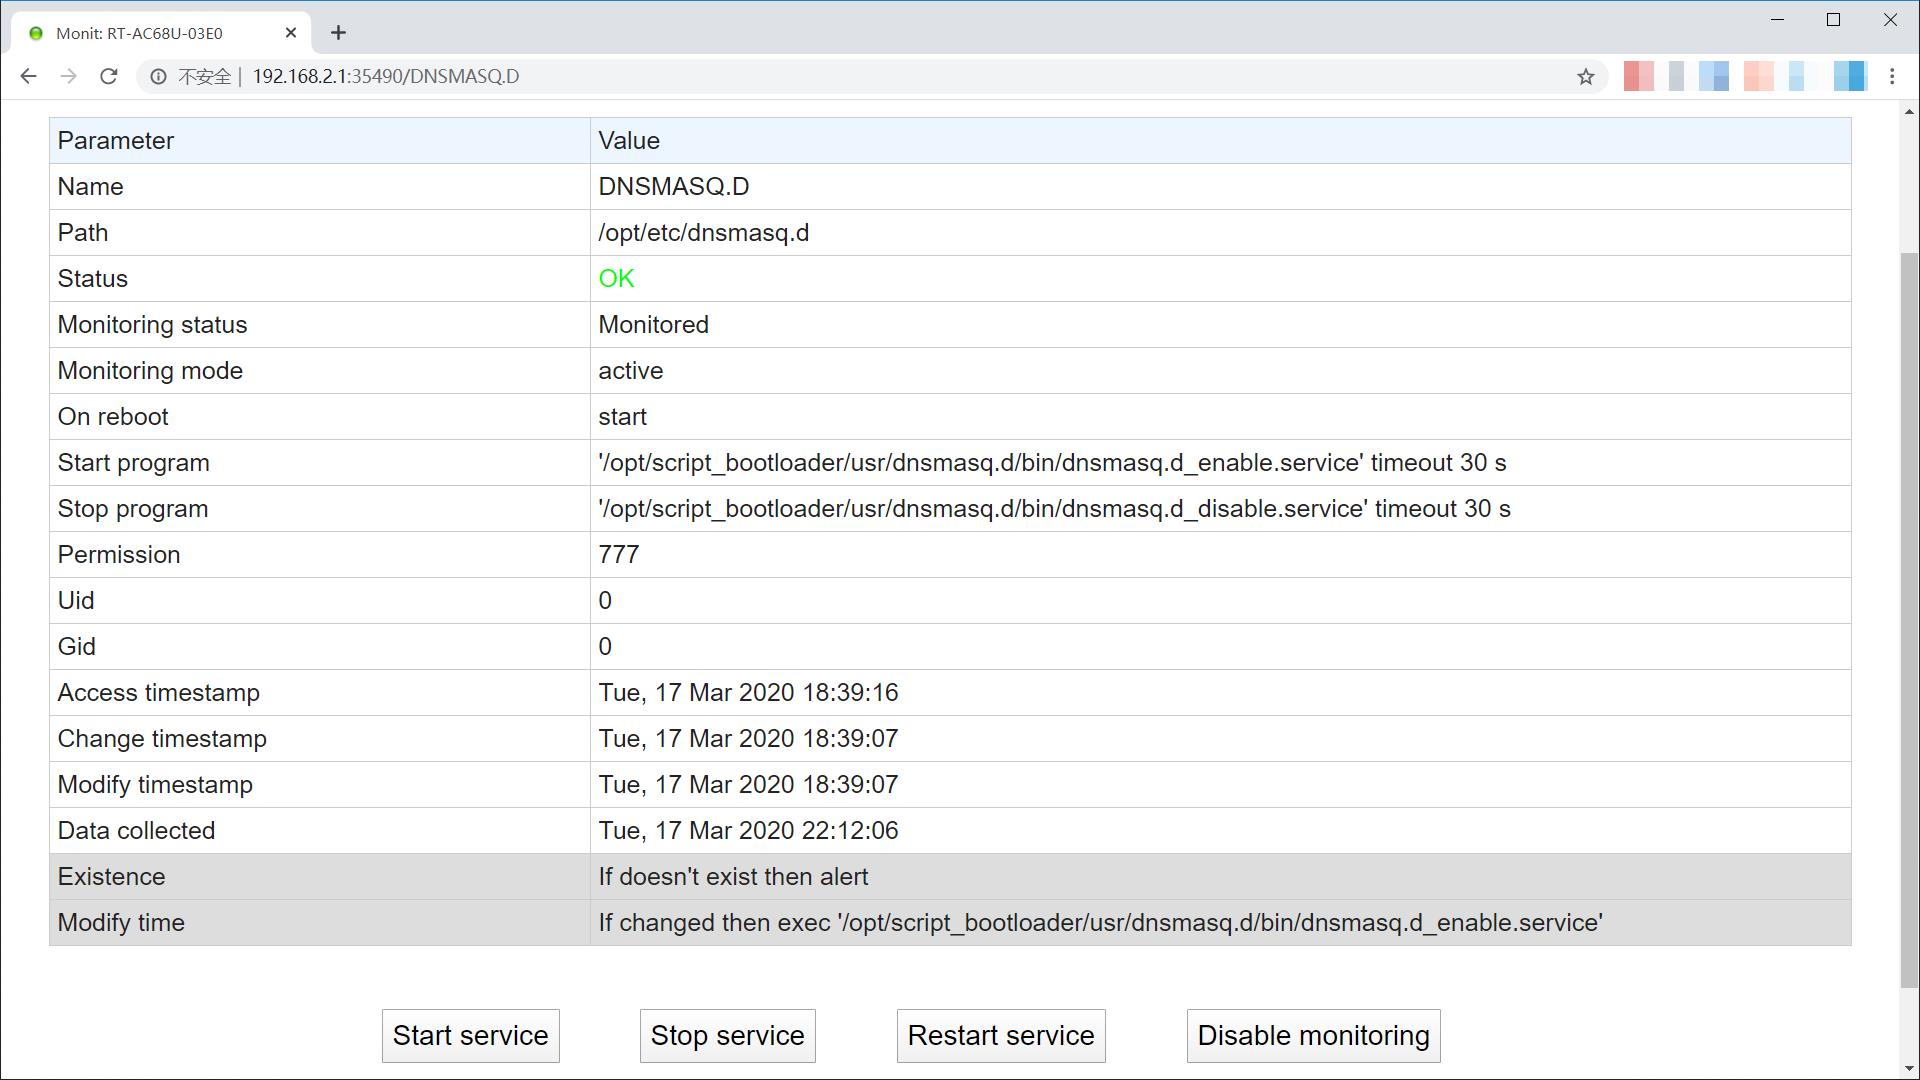 Monit: RT-AC68U-03E0
不安全 | 192.168.2.1:35490/DNSMASQ.D
Parameter Value
Name DNSMASQ.D
Path /opt/etc/dnsmasq.d
Status OK
Monitoring status Monitored
Monitoring mode active
On reboot start
Start program '/opt/script_bootloader/usr/dnsmasq.d/bin/dnsmasq.d_enable.service' timeout 30 s
Stop program '/opt/script_bootloader/usr/dnsmasq.d/bin/dnsmasq.d_disable.service' timeout 30 s
Permission 777
Uid 0
Gid 0
Access timestamp Tue, 17 Mar 2020 18:39:16
Change timestamp Tue, 17 Mar 2020 18:39:07
Modify timestamp Tue, 17 Mar 2020 18:39:07
Data collected Tue, 17 Mar 2020 22:12:06
Existence If doesn't exist then alert
Modify time If changed then exec '/opt/script_bootloader/usr/dnsmasq.d/bin/dnsmasq.d_enable.service'
Start service Stop service Restart service Disable monitoring